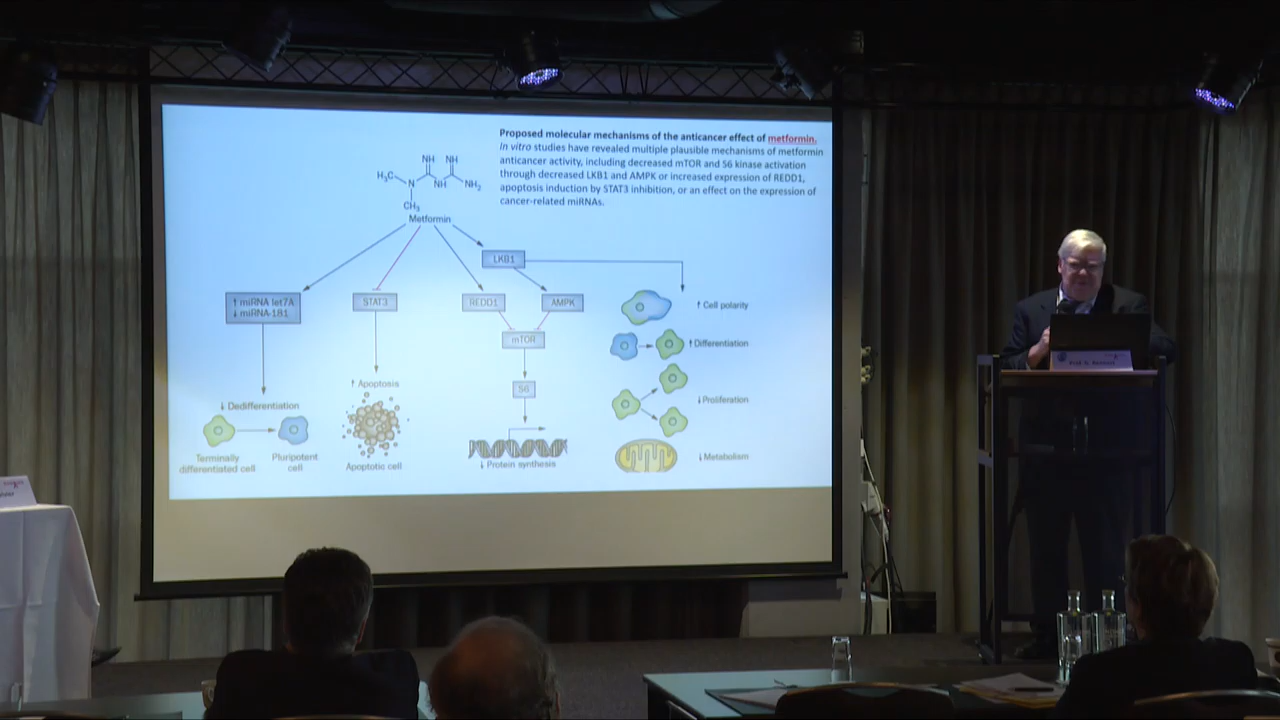 Proposed molecular mechanisms of the anticancer effect of metformin.
In vitro studies have revealed multiple plausible mechanisms of metformin
anticancer activity, including decreased mTOR and S6 kinase activation
through decreased LKB1 and AMPK or increased expression of REDD1,
apoptosis induction by STAT3 inhibition, or an effect on the expression of
cancer-related miRNAs.
NH NH
H₃C
N NH NH₂
CH₃
Metformin
LKB1
↑ miRNA let7A
↓ miRNA-181
STAT3
REDD1
AMPK
mTOR
S6
↑ Cell polarity
↑ Differentiation
↓ Proliferation
↓ Metabolism
↓ Dedifferentiation
↑ Apoptosis
Terminally
differentiated cell
Pluripotent
cell
Apoptotic cell
↓ Protein synthesis